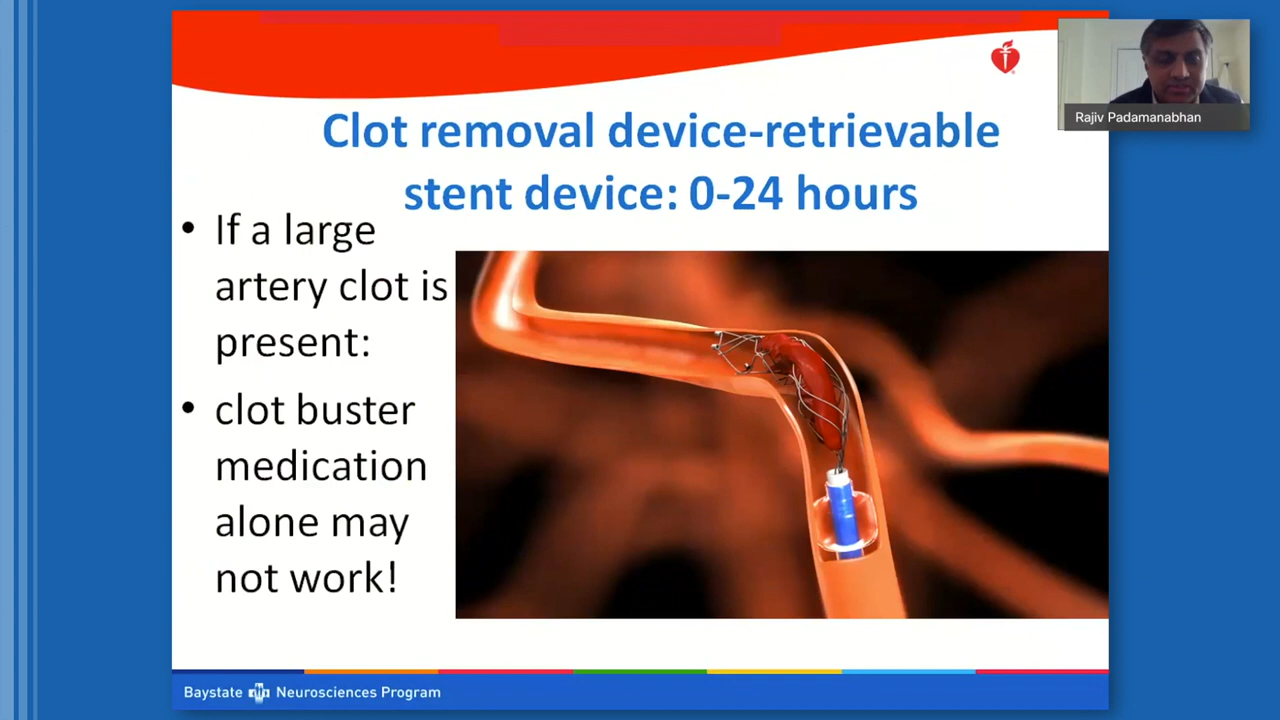 Rajiv Padamanabhan
Clot removal device-retrievable
stent device: 0-24 hours
• If a large
artery clot is
present:
• clot buster
medication
alone may
not work!
Baystate Neurosciences Program